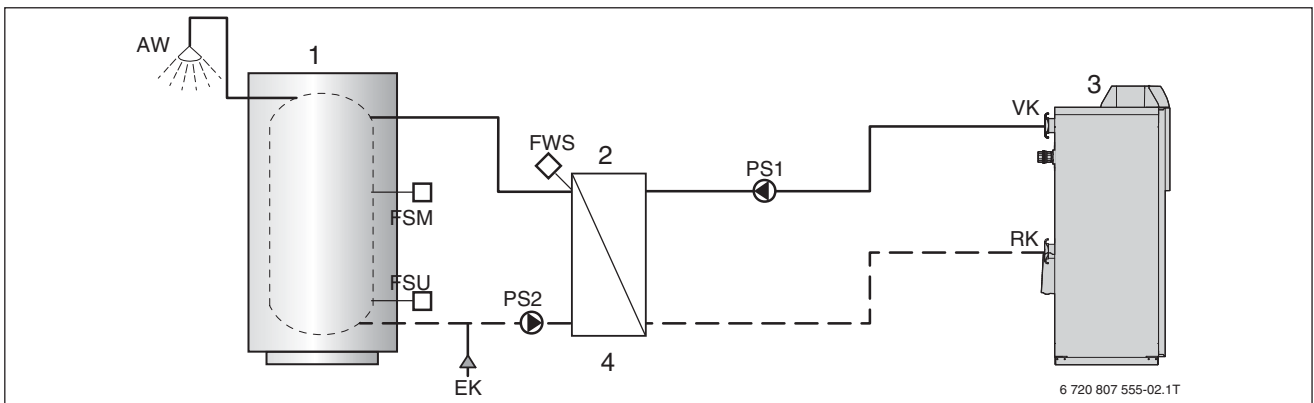 AW
1
3
VK
FWS
2
PS1
FSM
RK
FSU
PS2
4
EK
6 720 807 555-02.1T